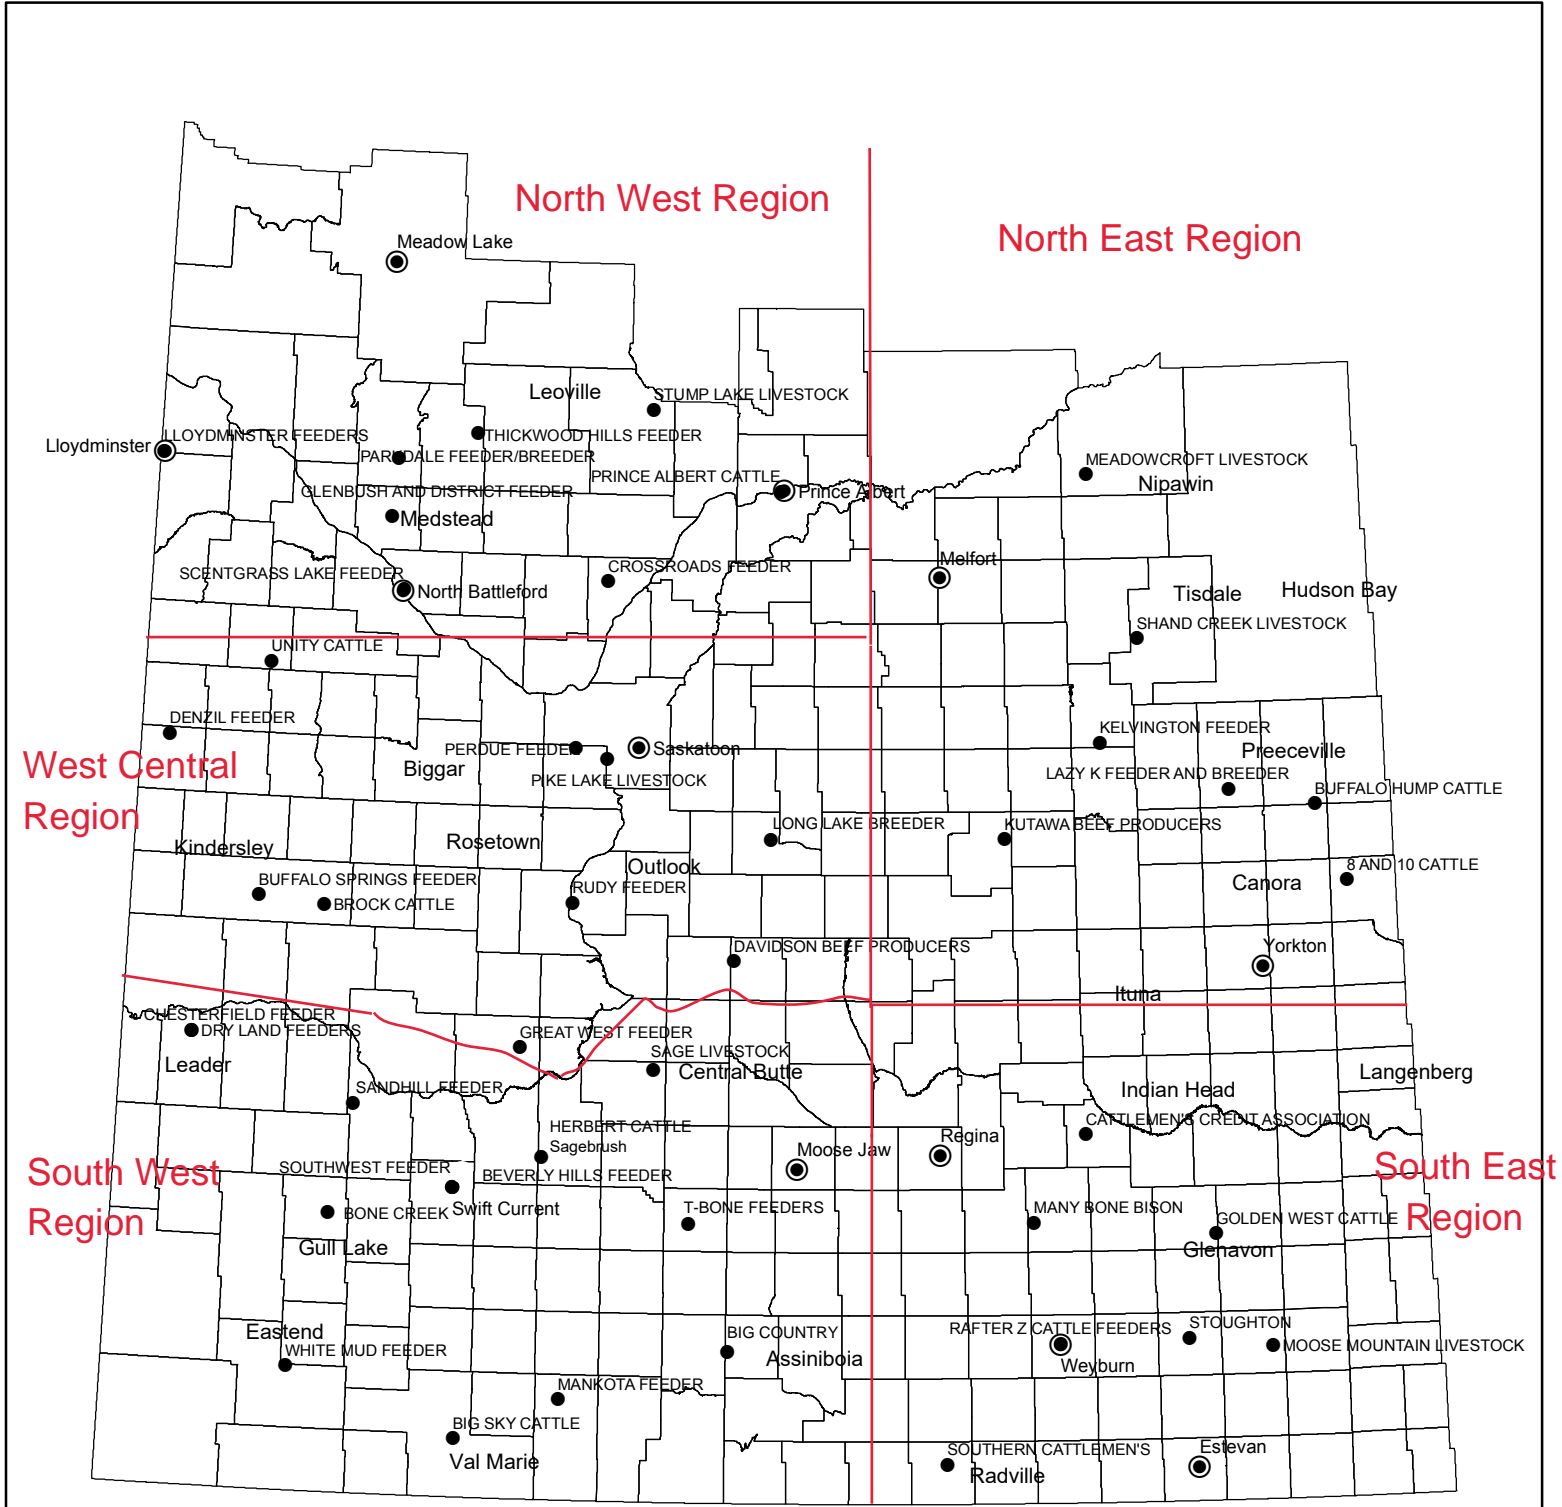 North West Region
North East Region
Meadow Lake
Leoville
STUMP LAKE LIVESTOCK
Lloydminster
LLOYDMINSTER FEEDERS
THICKWOOD HILLS FEEDER
PARKDALE FEEDER/BREEDER
PRINCE ALBERT CATTLE
Prince Albert
MEADOWCROFT LIVESTOCK
Nipawin
GLENBUSH AND DISTRICT FEEDER
Medstead
SCENTGRASS LAKE FEEDER
North Battleford
CROSSROADS FEEDER
Melfort
Tisdale
Hudson Bay
SHAND CREEK LIVESTOCK
UNITY CATTLE
DENZIL FEEDER
West Central
Region
PERDUE FEEDER
Saskatoon
Biggar
PIKE LAKE LIVESTOCK
KELVINGTON FEEDER
Preeceville
LAZY K FEEDER AND BREEDER
BUFFALO HUMP CATTLE
Kindersley
Rosetown
LONG LAKE BREEDER
KUTAWA BEEF PRODUCERS
Outlook
BUFFALO SPRINGS FEEDER
BROCK CATTLE
RUDY FEEDER
8 AND 10 CATTLE
Canora
DAVIDSON BEEF PRODUCERS
Yorkton
Ituna
CHESTERFIELD FEEDER
DRY LAND FEEDERS
Leader
GREAT WEST FEEDER
SAGE LIVESTOCK
Central Butte
Langenberg
Indian Head
SANDHILL FEEDER
CATTLEMEN'S CREDIT ASSOCIATION
HERBERT CATTLE
Sagebrush
Moose Jaw
Regina
South West
Region
South East
Region
SOUTHWEST FEEDER
BEVERLY HILLS FEEDER
BONE CREEK
Swift Current
T-BONE FEEDERS
MANY BONE BISON
GOLDEN WEST CATTLE
Glenavon
Gull Lake
Eastend
WHITE MUD FEEDER
BIG COUNTRY
Assiniboia
RAFTER Z CATTLE FEEDERS
Weyburn
STOUGHTON
MOOSE MOUNTAIN LIVESTOCK
MANKOTA FEEDER
BIG SKY CATTLE
Val Marie
SOUTHERN CATTLEMEN'S
Radville
Estevan